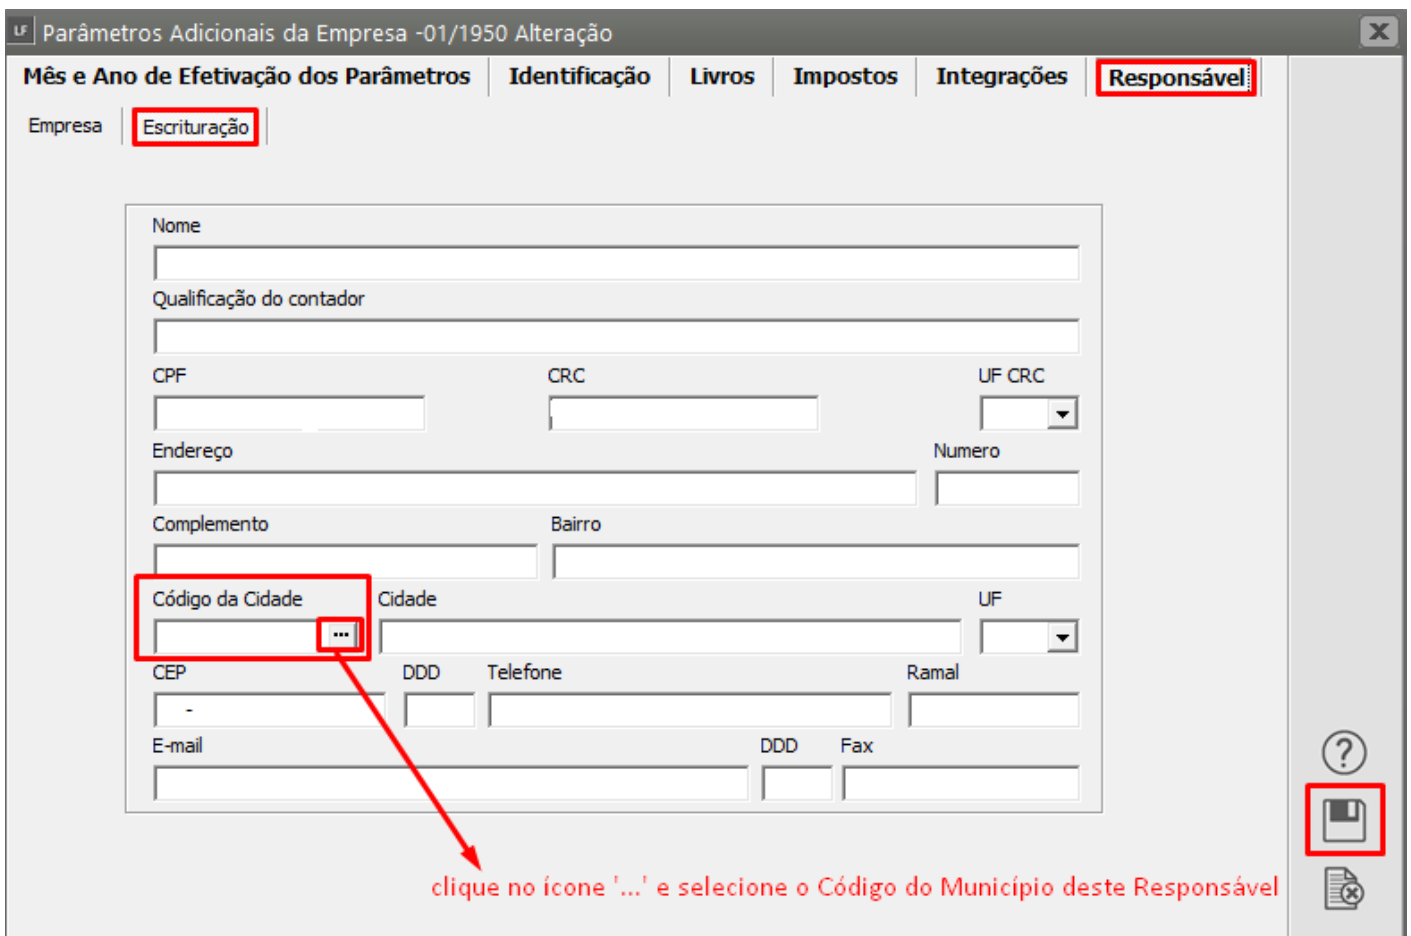 LF Parâmetros Adicionais da Empresa -01/1950 Alteração
Mês e Ano de Efetivação dos Parâmetros Identificação Livros Impostos Integrações Responsável
Empresa Escrituração
Nome
Qualificação do contador
CPF CRC UF CRC
Endereço Numero
Complemento Bairro
Código da Cidade Cidade UF
...
CEP DDD Telefone Ramal
-
E-mail DDD Fax
clique no ícone '...' e selecione o Código do Município deste Responsável